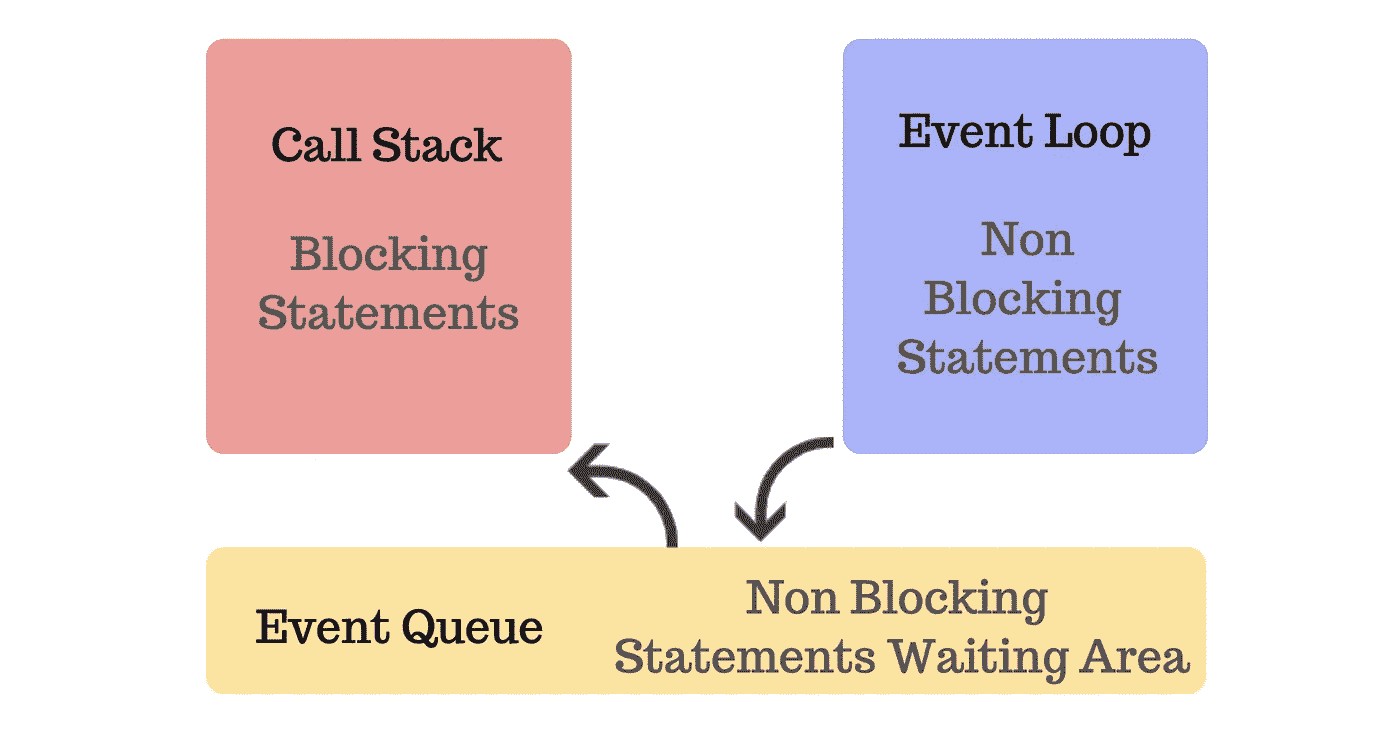 Call Stack
Blocking
Statements
Event Loop
Non
Blocking
Statements
Event Queue
Non Blocking
Statements Waiting Area